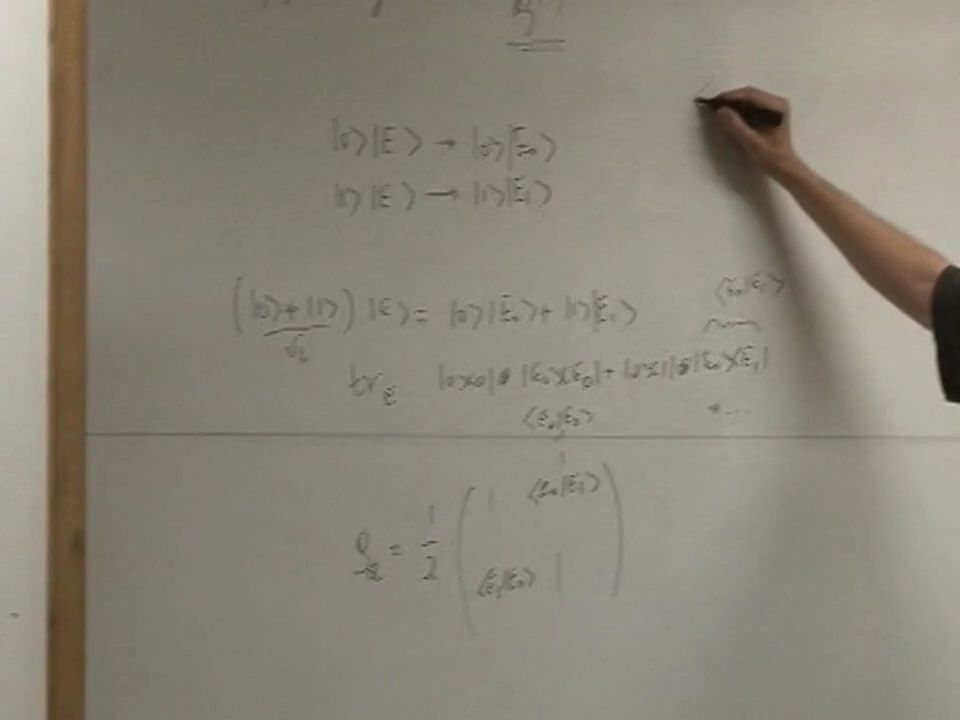 |0⟩|E⟩ → |0⟩|E₀⟩
|1⟩|E⟩ → |1⟩|E₁⟩
(|0⟩+|1⟩)/√2 |E⟩ = |0⟩|E₀⟩+|1⟩|E₁⟩
⟨E₀|E₁⟩
tr_E |0⟩⟨0|⊗|E₀⟩⟨E₀|+|0⟩⟨1|⊗|E₀⟩⟨E₁|
⟨E₀|E₀⟩ +...
1
1 ⟨E₀|E₁⟩
= 1/2
⟨E₁|E₀⟩ 1